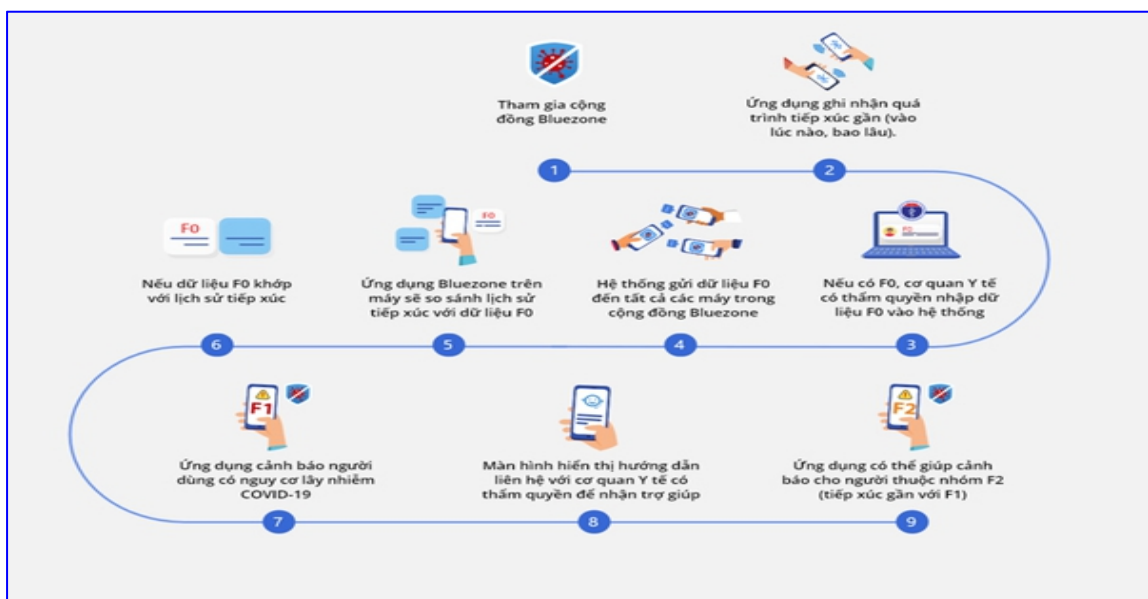 Tham gia cộng
đồng Bluezone
Ứng dụng ghi nhận quá
trình tiếp xúc gần (vào
lúc nào, bao lâu).
1
2
Nếu có F0, cơ quan Y tế
có thẩm quyền nhập dữ
liệu F0 vào hệ thống
3
Hệ thống gửi dữ liệu F0
đến tất cả các máy trong
cộng đồng Bluezone
4
F0
Ứng dụng Bluezone trên
máy sẽ so sánh lịch sử
tiếp xúc với dữ liệu F0
5
F0
Nếu dữ liệu F0 khớp
với lịch sử tiếp xúc
6
F1
Ứng dụng cảnh báo người
dùng có nguy cơ lây nhiễm
COVID-19
7
Màn hình hiển thị hướng dẫn
liên hệ với cơ quan Y tế có
thẩm quyền để nhận trợ giúp
8
F2
Ứng dụng có thể giúp cảnh
báo cho người thuộc nhóm F2
(tiếp xúc gần với F1)
9